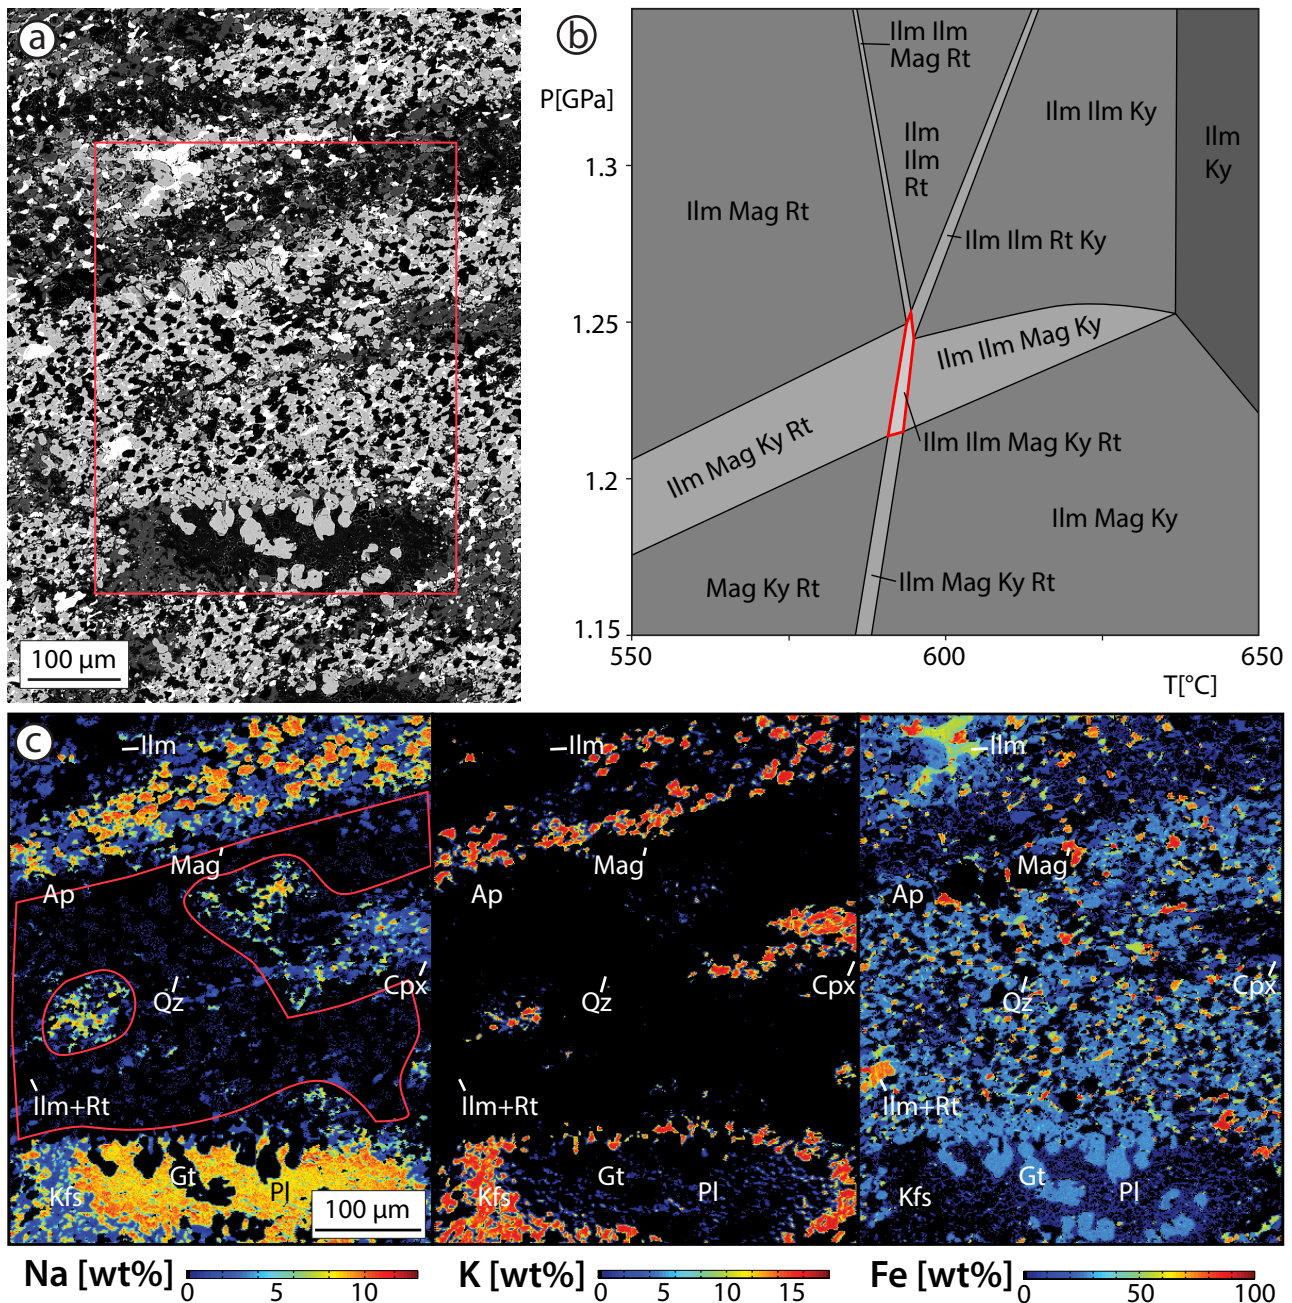 a
100 µm
b
P[GPa]
1.3
1.25
1.2
1.15
550
600
650
T[°C]
Ilm Ilm
Mag Rt
Ilm
Ilm
Rt
Ilm Ilm Ky
Ilm
Ky
Ilm Mag Rt
Ilm Ilm Rt Ky
Ilm Ilm Mag Ky
Ilm Mag Ky Rt
Ilm Ilm Mag Ky Rt
Ilm Mag Ky
Mag Ky Rt
Ilm Mag Ky Rt
c
Ilm
Mag
Ap
Qz
Cpx
Ilm+Rt
Gt
Kfs
Pl
100 µm
Ilm
Mag
Ap
Qz
Cpx
Ilm+Rt
Gt
Kfs
Pl
Ilm
Mag
Ap
Qz
Cpx
Ilm+Rt
Gt
Kfs
Pl
Na [wt%]
0 5 10
K [wt%]
0 5 10 15
Fe [wt%]
0 50 100